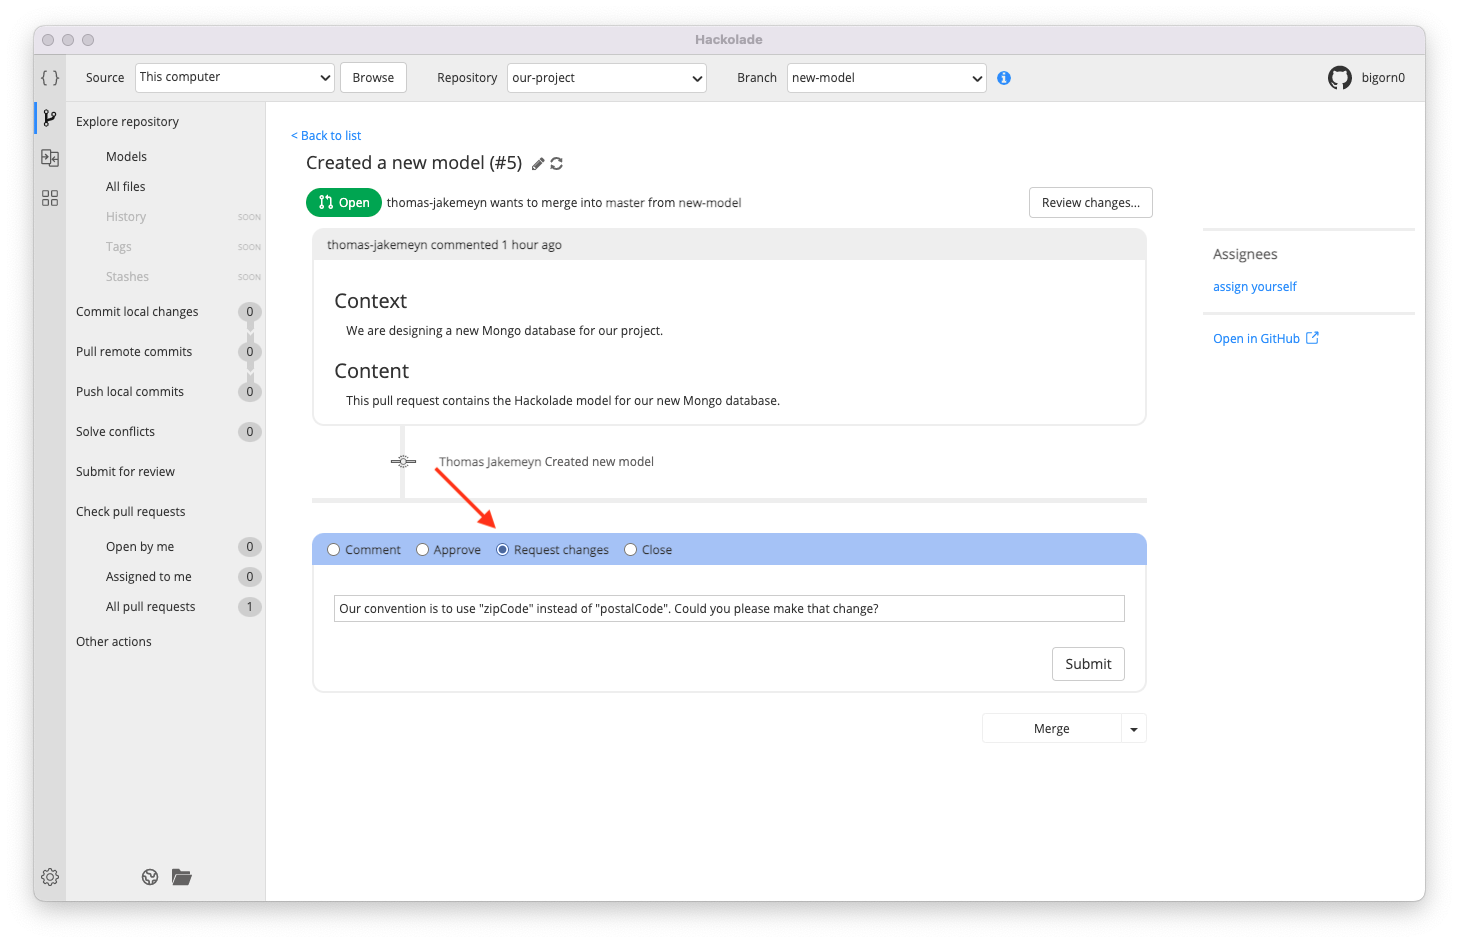 Hackolade
Source This computer Browse Repository our-project Branch new-model bigorn0
Explore repository
Models
All files
History SOON
Tags SOON
Stashes SOON
Commit local changes 0
Pull remote commits 0
Push local commits 0
Solve conflicts 0
Submit for review
Check pull requests
Open by me 0
Assigned to me 0
All pull requests 1
Other actions
< Back to list
Created a new model (#5)
Open thomas-jakemeyn wants to merge into master from new-model Review changes...
thomas-jakemeyn commented 1 hour ago
Context
We are designing a new Mongo database for our project.
Content
This pull request contains the Hackolade model for our new Mongo database.
Thomas Jakemeyn Created new model
Comment Approve Request changes Close
Our convention is to use "zipCode" instead of "postalCode". Could you please make that change?
Submit
Merge
Assignees
assign yourself
Open in GitHub